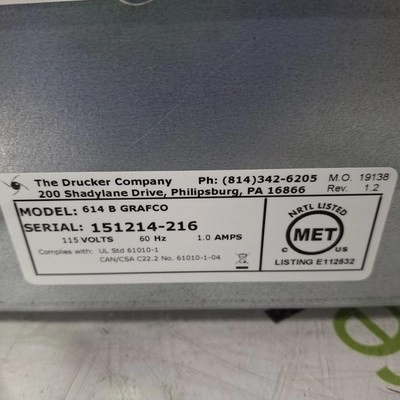 The Drucker Company Ph: (814)342-6205 M.O. 19138
200 Shadylane Drive, Philipsburg, PA 16866 Rev. 1.2
MODEL: 614 B GRAFCO
SERIAL: 151214-216
115 VOLTS 60 Hz 1.0 AMPS
Complies with: UL Std 61010-1
CAN/CSA C22.2 No. 61010-1-04
NRTL LISTED
MET
C US
LISTING E112532